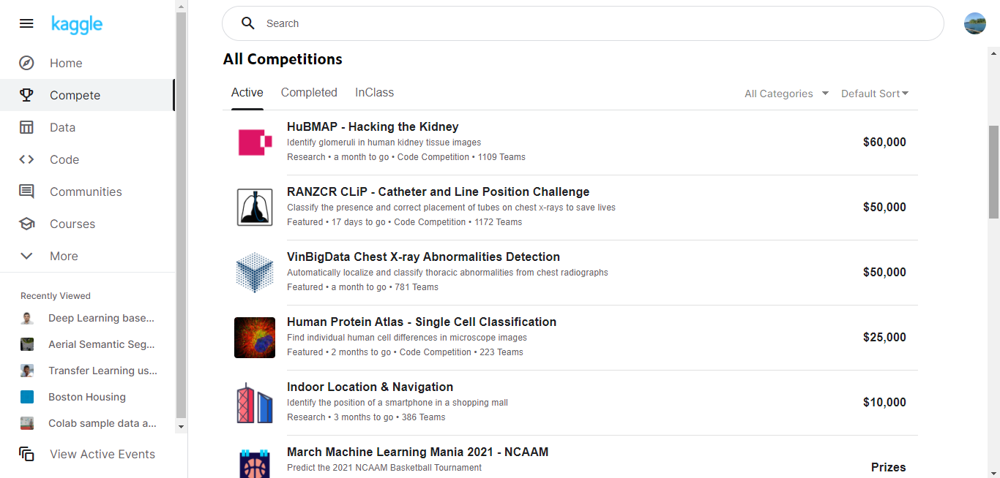 kaggle
Search
Home
Compete
Data
Code
Communities
Courses
More
Recently Viewed
Deep Learning base...
Aerial Semantic Seg...
Transfer Learning us...
Boston Housing
Colab sample data a...
View Active Events
All Competitions
Active Completed InClass All Categories Default Sort
HuBMAP - Hacking the Kidney
Identify glomeruli in human kidney tissue images
Research • a month to go • Code Competition • 1109 Teams
$60,000
RANZCR CLiP - Catheter and Line Position Challenge
Classify the presence and correct placement of tubes on chest x-rays to save lives
Featured • 17 days to go • Code Competition • 1172 Teams
$50,000
VinBigData Chest X-ray Abnormalities Detection
Automatically localize and classify thoracic abnormalities from chest radiographs
Featured • a month to go • 781 Teams
$50,000
Human Protein Atlas - Single Cell Classification
Find individual human cell differences in microscope images
Featured • 2 months to go • Code Competition • 223 Teams
$25,000
Indoor Location & Navigation
Identify the position of a smartphone in a shopping mall
Research • 3 months to go • 386 Teams
$10,000
March Machine Learning Mania 2021 - NCAAM
Predict the 2021 NCAAM Basketball Tournament
Prizes